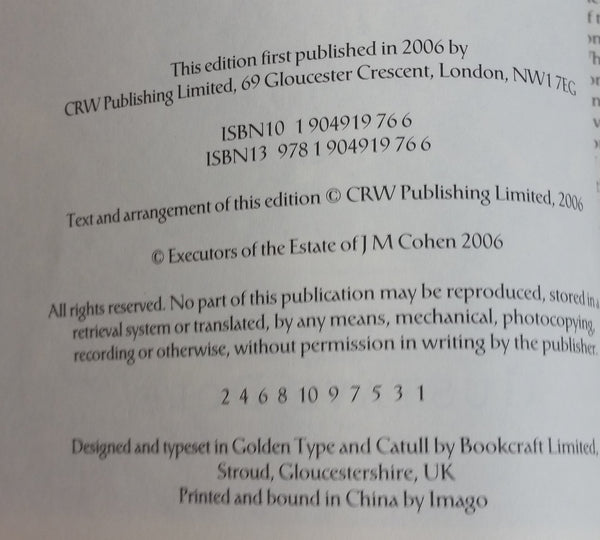 This edition first published in 2006 by
CRW Publishing Limited, 69 Gloucester Crescent, London, NW1 7EG
ISBN10 1 904919 76 6
ISBN13 978 1 904919 76 6
Text and arrangement of this edition © CRW Publishing Limited, 2006
© Executors of the Estate of J M Cohen 2006
All rights reserved. No part of this publication may be reproduced, stored in a
retrieval system or translated, by any means, mechanical, photocopying,
recording or otherwise, without permission in writing by the publisher.
2 4 6 8 10 9 7 5 3 1
Designed and typeset in Golden Type and Catull by Bookcraft Limited,
Stroud, Gloucestershire, UK
Printed and bound in China by Imago